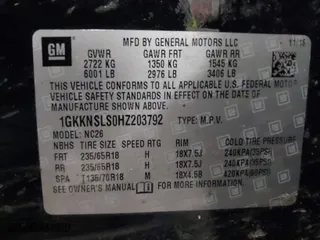 GM
MFD BY GENERAL MOTORS LLC
11/16
GVWR GAWR FRT GAWR RR
2722 KG 1350 KG 1545 KG
6001 LB 2976 LB 3406 LB
THIS VEHICLE CONFORMS TO ALL APPLICABLE U.S. FEDERAL MOTOR
VEHICLE SAFETY STANDARDS IN EFFECT ON THE DATE OF
MANUFACTURE SHOWN ABOVE.
1GKKNSLS0HZ203792 TYPE: M.P.V.
MODEL: NC26
NBHS TIRE SIZE SPEED RTG RIM COLD TIRE PRESSURE
FRT 235/65R18 H 18X7.5J 240KPA(35PSI)
RR 235/65R18 H 18X7.5J 240KPA(35PSI)
SPA T135/70R18 M 18X4.5B 420KPA(60PSI)